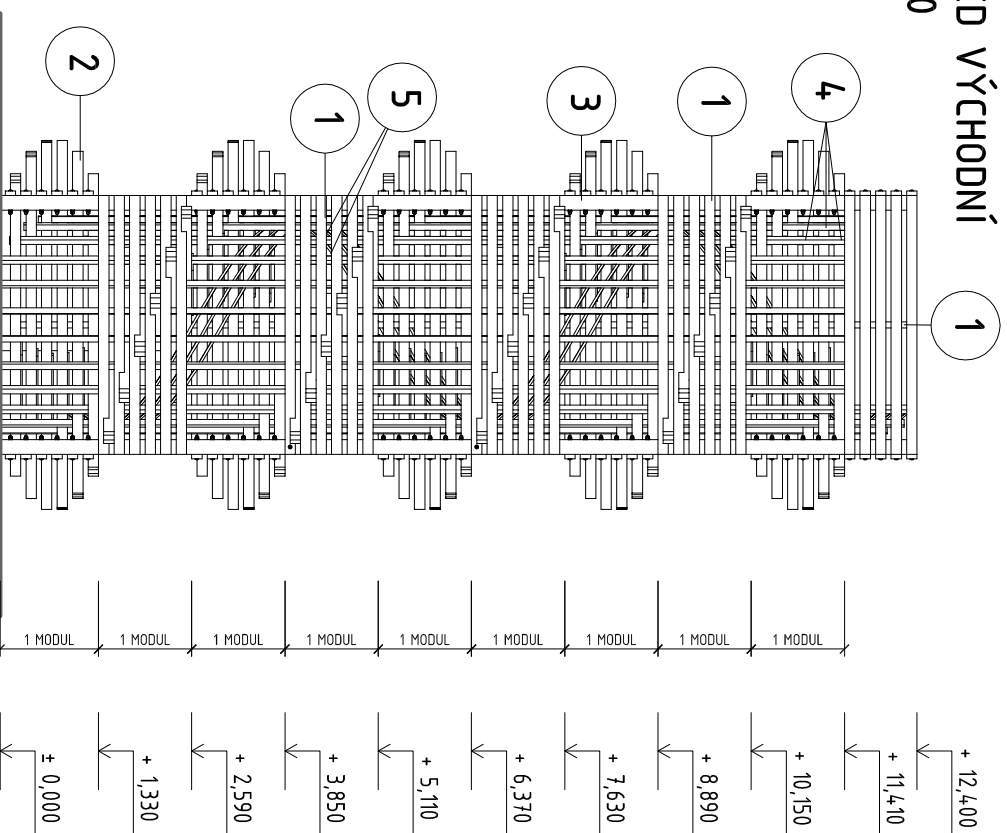 ED VÝCHODNÍ
0
2
1
5
3
1
4
1
1 MODUL
1 MODUL
1 MODUL
1 MODUL
1 MODUL
1 MODUL
1 MODUL
1 MODUL
1 MODUL
± 0,000
+ 1,330
+ 2,590
+ 3,850
+ 5,110
+ 6,370
+ 7,630
+ 8,890
+ 10,150
+ 11,410
+ 12,400